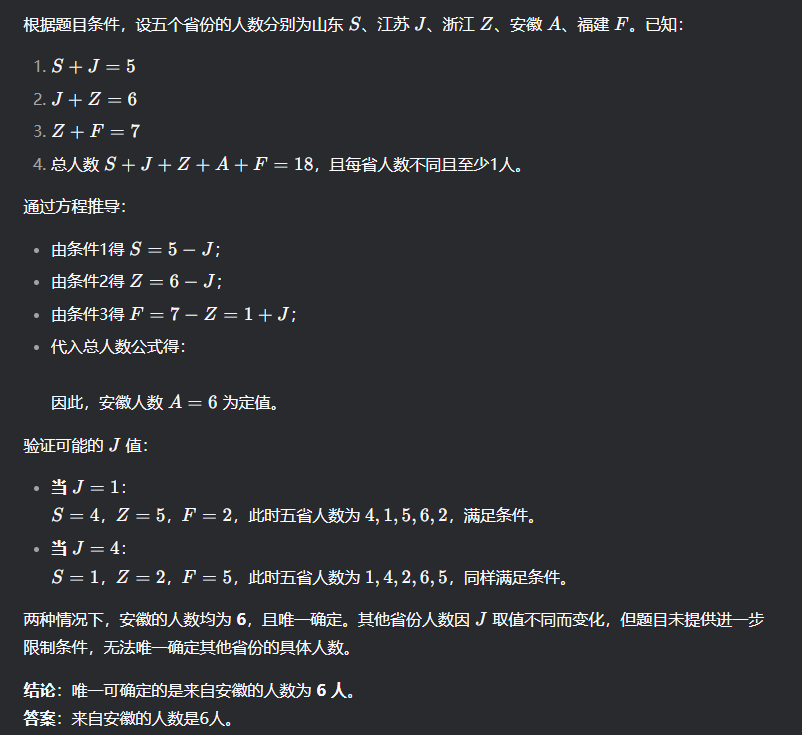 根据题目条件，设五个省份的人数分别为山东 S、江苏 J、浙江 Z、安徽 A、福建 F。已知：
1. S + J = 5
2. J + Z = 6
3. Z + F = 7
4. 总人数 S + J + Z + A + F = 18，且每省人数不同且至少1人。
通过方程推导：
• 由条件1得 S = 5 − J；
• 由条件2得 Z = 6 − J；
• 由条件3得 F = 7 − Z = 1 + J；
• 代入总人数公式得：
因此，安徽人数 A = 6 为定值。
验证可能的 J 值：
• 当 J = 1：
S = 4，Z = 5，F = 2，此时五省人数为 4, 1, 5, 6, 2，满足条件。
• 当 J = 4：
S = 1，Z = 2，F = 5，此时五省人数为 1, 4, 2, 6, 5，同样满足条件。
两种情况下，安徽的人数均为 6，且唯一确定。其他省份人数因 J 取值不同而变化，但题目未提供进一步
限制条件，无法唯一确定其他省份的具体人数。
结论：唯一可确定的是来自安徽的人数为 6 人。
答案：来自安徽的人数是6人。